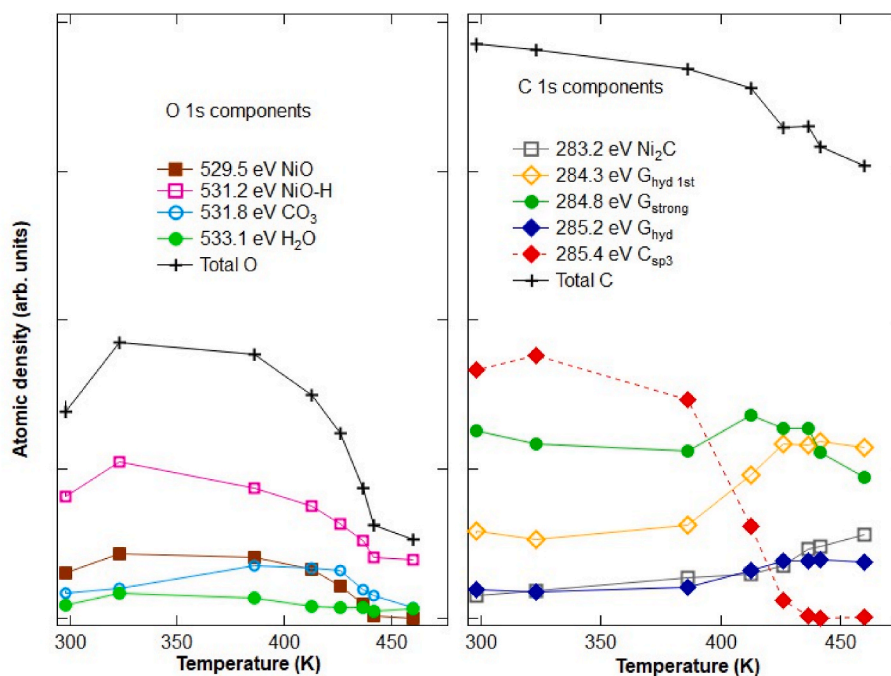 Atomic density (arb. units)
O 1s components
529.5 eV NiO
531.2 eV NiO-H
531.8 eV CO3
533.1 eV H2O
Total O
300
350
400
450
Temperature (K)
C 1s components
283.2 eV Ni2C
284.3 eV Ghyd 1st
284.8 eV Gstrong
285.2 eV Ghyd
285.4 eV Csp3
Total C
300
350
400
450
Temperature (K)